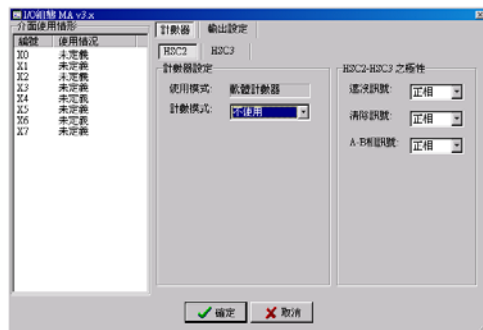 I/O組態 MA v3.x
介面使用情形
編號 使用情況
X0 未定義
X1 未定義
X2 未定義
X3 未定義
X4 未定義
X5 未定義
X6 未定義
X7 未定義
計數器 輸出設定
HSC2 HSC3
計數器設定
使用模式: 軟體計數器
計數模式: 不使用
HSC2-HSC3 之極性
遮沒訊號: 正相
清除訊號: 正相
A-B相訊號: 正相
確定 取消